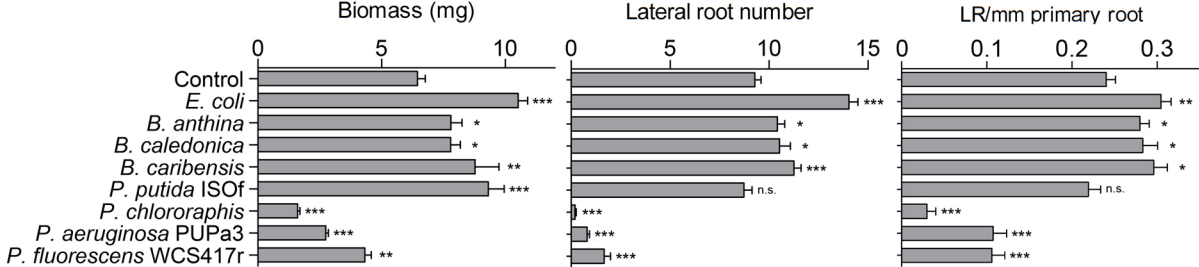 Biomass (mg) Lateral root number LR/mm primary root
0 5 10 0 5 10 15 0 0.1 0.2 0.3
Control
E. coli *** *** **
B. anthina * * *
B. caledonica * * *
B. caribensis ** *** *
P. putida ISOf *** n.s. n.s.
P. chlororaphis *** *** ***
P. aeruginosa PUPa3 *** *** ***
P. fluorescens WCS417r ** *** ***